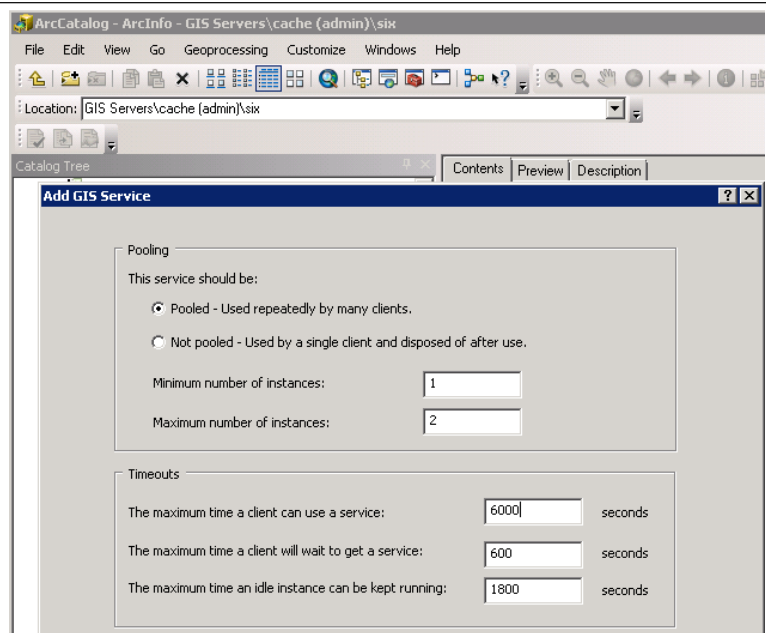 ArcCatalog - ArcInfo - GIS Servers\cache (admin)\six
File Edit View Go Geoprocessing Customize Windows Help
Location: GIS Servers\cache (admin)\six
Catalog Tree
Contents Preview Description
Add GIS Service
Pooling
This service should be:
Pooled - Used repeatedly by many clients.
Not pooled - Used by a single client and disposed of after use.
Minimum number of instances: 1
Maximum number of instances: 2
Timeouts
The maximum time a client can use a service: 6000 seconds
The maximum time a client will wait to get a service: 600 seconds
The maximum time an idle instance can be kept running: 1800 seconds